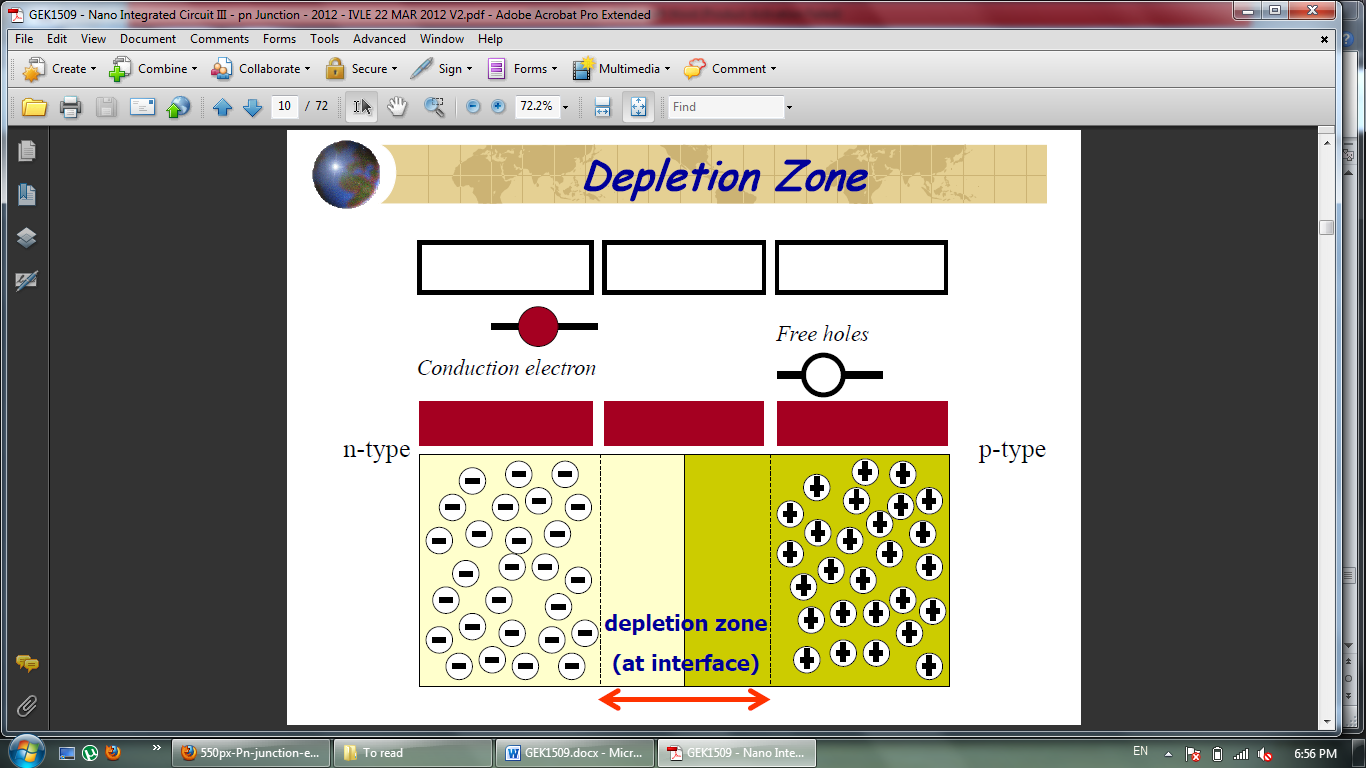 GEK1509 - Nano Integrated Circuit III - pn Junction - 2012 - IVLE 22 MAR 2012 V2.pdf - Adobe Acrobat Pro Extended
File Edit View Document Comments Forms Tools Advanced Window Help
Create Combine Collaborate Secure Sign Forms Multimedia Comment
10 / 72 72.2% Find
Depletion Zone
Free holes
Conduction electron
n-type p-type
depletion zone
(at interface)
550px-Pn-junction-e... To read GEK1509.docx - Micr... GEK1509 - Nano Inte... EN 6:56 PM